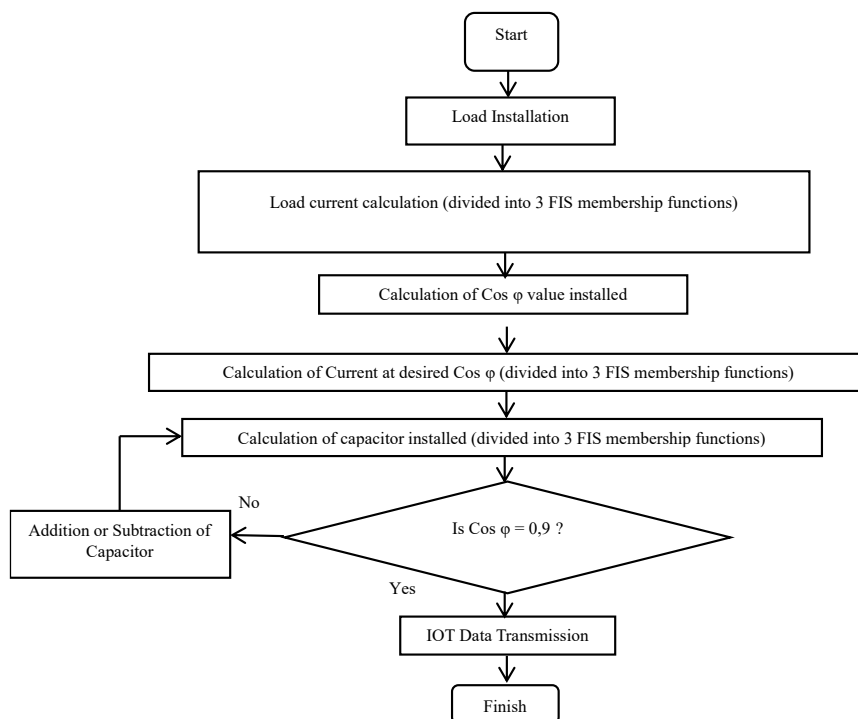 Start
Load Installation
Load current calculation (divided into 3 FIS membership functions)
Calculation of Cos φ value installed
Calculation of Current at desired Cos φ (divided into 3 FIS membership functions)
Calculation of capacitor installed (divided into 3 FIS membership functions)
No
Addition or Subtraction of
Capacitor
Is Cos φ = 0,9 ?
Yes
IOT Data Transmission
Finish